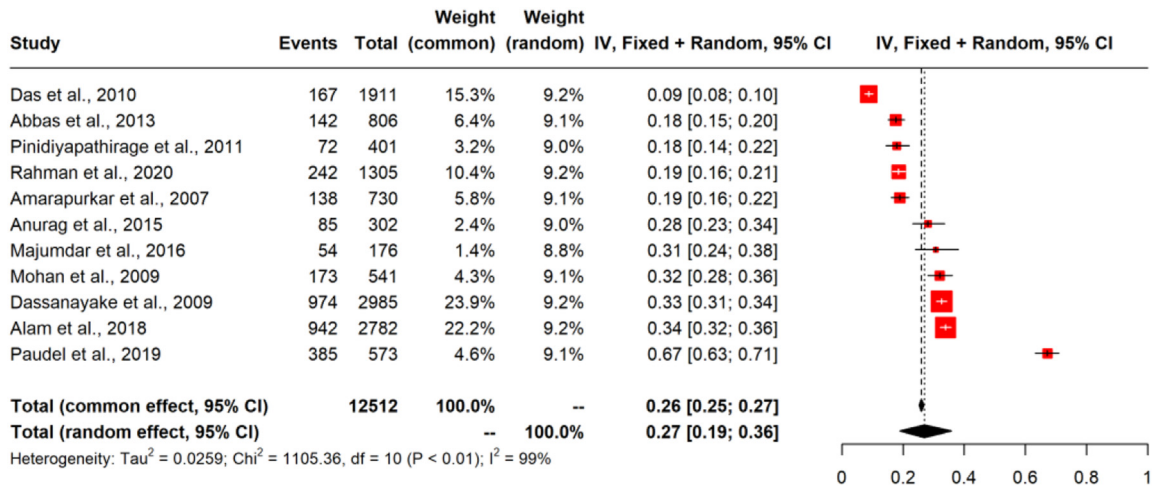 Weight Weight
Study Events Total (common) (random) IV, Fixed + Random, 95% CI IV, Fixed + Random, 95% CI
Das et al., 2010 167 1911 15.3% 9.2% 0.09 [0.08; 0.10]
Abbas et al., 2013 142 806 6.4% 9.1% 0.18 [0.15; 0.20]
Pinidiyapathirage et al., 2011 72 401 3.2% 9.0% 0.18 [0.14; 0.22]
Rahman et al., 2020 242 1305 10.4% 9.2% 0.19 [0.16; 0.21]
Amarapurkar et al., 2007 138 730 5.8% 9.1% 0.19 [0.16; 0.22]
Anurag et al., 2015 85 302 2.4% 9.0% 0.28 [0.23; 0.34]
Majumdar et al., 2016 54 176 1.4% 8.8% 0.31 [0.24; 0.38]
Mohan et al., 2009 173 541 4.3% 9.1% 0.32 [0.28; 0.36]
Dassanayake et al., 2009 974 2985 23.9% 9.2% 0.33 [0.31; 0.34]
Alam et al., 2018 942 2782 22.2% 9.2% 0.34 [0.32; 0.36]
Paudel et al., 2019 385 573 4.6% 9.1% 0.67 [0.63; 0.71]
Total (common effect, 95% CI) 12512 100.0% -- 0.26 [0.25; 0.27]
Total (random effect, 95% CI) -- 100.0% 0.27 [0.19; 0.36]
Heterogeneity: Tau² = 0.0259; Chi² = 1105.36, df = 10 (P < 0.01); I² = 99%
0 0.2 0.4 0.6 0.8 1